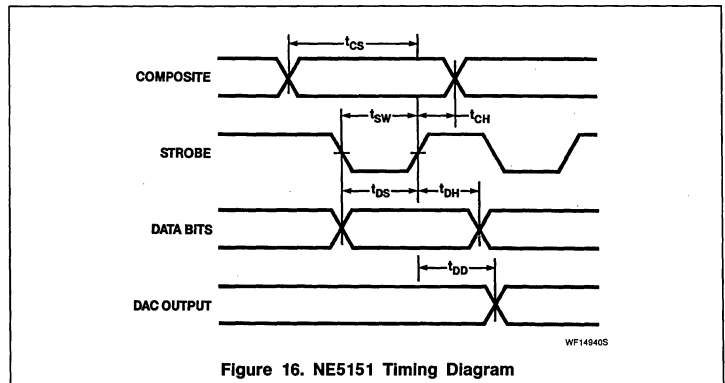 tCS
COMPOSITE
tSW
tCH
STROBE
tDS
tDH
DATA BITS
tDD
DAC OUTPUT
WF14940S
Figure 16. NE5151 Timing Diagram